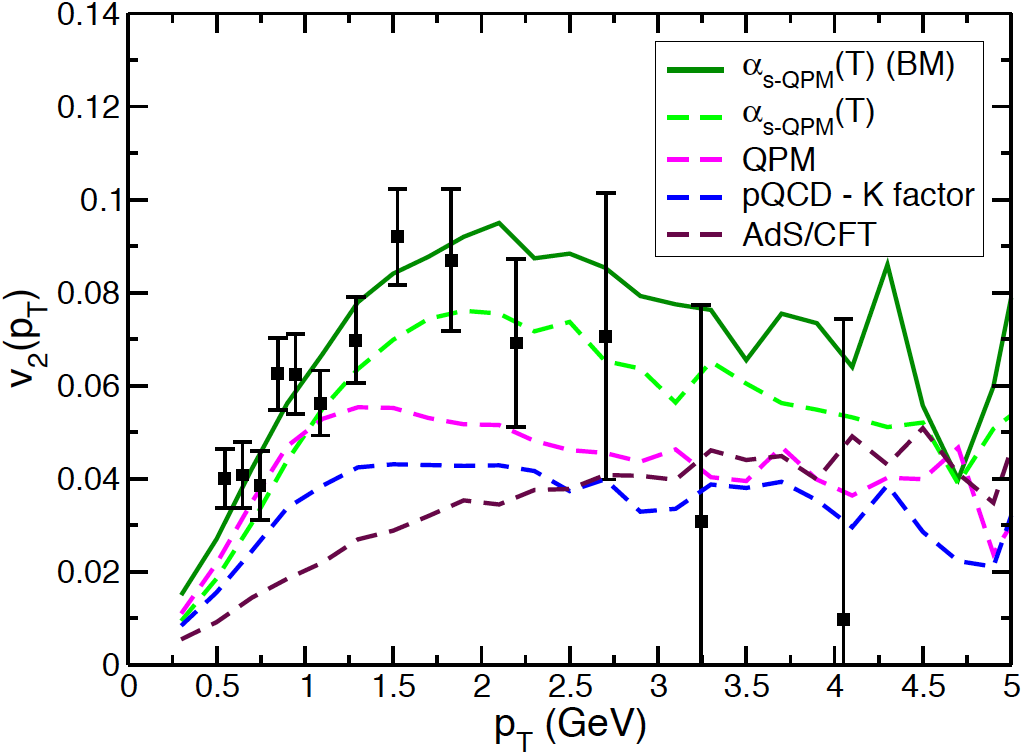 0.14
0.12
0.1
0.08
0.06
0.04
0.02
0
v2(pT)
αs-QPM(T) (BM)
αs-QPM(T)
QPM
pQCD - K factor
AdS/CFT
0 0.5 1 1.5 2 2.5 3 3.5 4 4.5 5
pT (GeV)